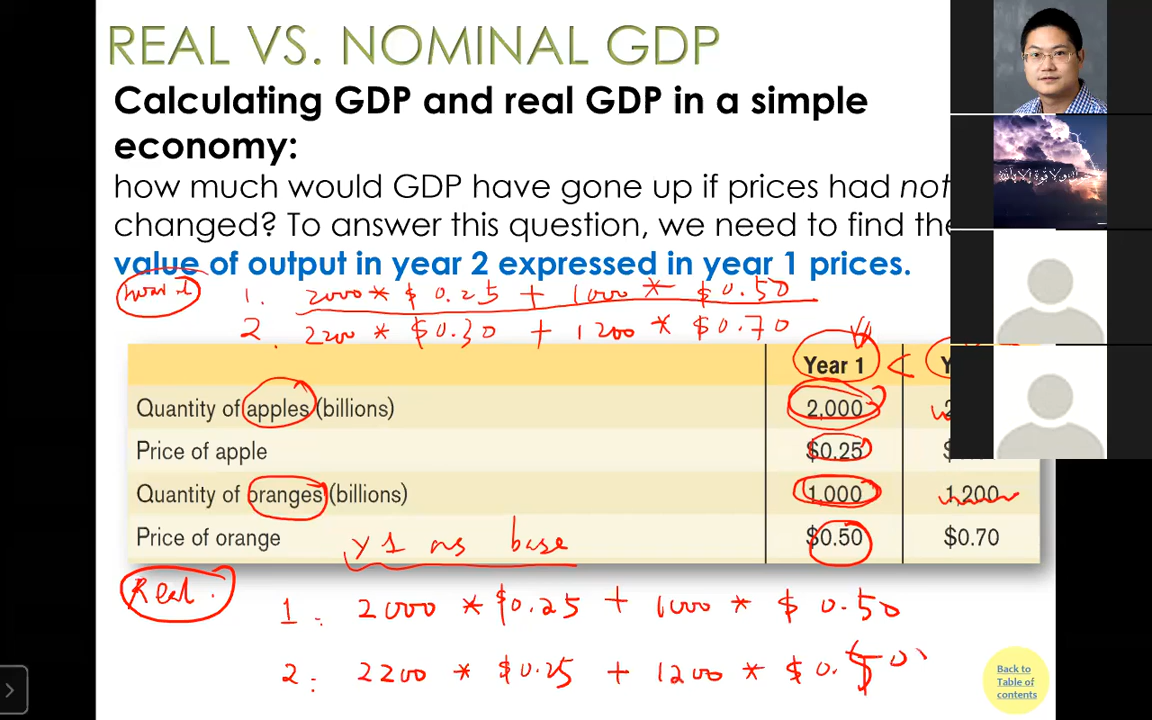 REAL VS. NOMINAL GDP
Calculating GDP and real GDP in a simple
economy:
how much would GDP have gone up if prices had not
changed? To answer this question, we need to find the
value of output in year 2 expressed in year 1 prices.
1. 2000 * $ 0.25 + 1000 * $0.50
2. 2200 * $0.30 + 1200 * $0.70
Year 1 <
Quantity of apples (billions) 2,000
Price of apple $0.25
Quantity of oranges (billions) 1,000 1,200
Price of orange $0.50 $0.70
y1 as base
Real.
1: 2000 * $0.25 + 1000 * $ 0.50
2: 2200 * $0.25 + 1200 * $0.
Back to
Table of
contents